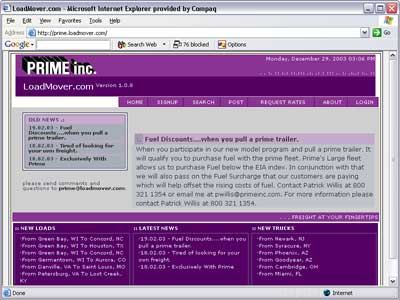 LoadMover.com - Microsoft Internet Explorer provided by Compaq
File Edit View Favorites Tools Help
Back
Address http://prime.loadmover.com/ Go
Google Search Web 76 blocked Options
Monday, December 29, 2003 03:06 PM
PRIME inc.
LoadMover.com Version 1.0.8
HOME SIGNUP SEARCH POST REQUEST RATES ABOUT LOGIN
OLD NEWS .:
19.02.03 - Fuel
Discounts....when you pull a
prime trailer.
18.02.03 - Tired of looking for
your own freight.
18.02.03 - Exclusively With
Prime
please send comments and
questions to prime@loadmover.com.
Fuel Discounts....when you pull a prime trailer.
When you participate in our new model program and pull a Prime Trailer.
It will qualify you to purchase fuel with the prime fleet. Prime's Large fleet
allows us to purchase Fuel below the EIA index. In conjunction with that
we will also pass on the Fuel Surcharge that our customers are paying
which will help offset the rising costs of fuel. Contact Patrick Willis at 800
321 1354 or email at pwillis@primeinc.com. For more information please
contact Patrick Willis at 800 321 1354.
. . . FREIGHT AT YOUR FINGERTIPS
NEW LOADS
From Green Bay, WI To Concord, NC
From Green Bay, WI To Houston, TX
From Green Bay, WI To Concord, NC
From Germantown, WI To Aurora, CO
From Danville, VA To Saint Louis, MO
From Petersburg, VA To Lock Haven,
LATEST NEWS
19.02.03 - Fuel Discounts....when you
pull a prime trailer.
18.02.03 - Tired of looking for your
own freight.
18.02.03 - Exclusively With Prime
NEW TRUCKS
From Newark, NJ
From Syracuse, NY
From Phoenix, AZ
From Goodyear, AZ
From Cambridge, OH
From Miami, FL
Done Internet